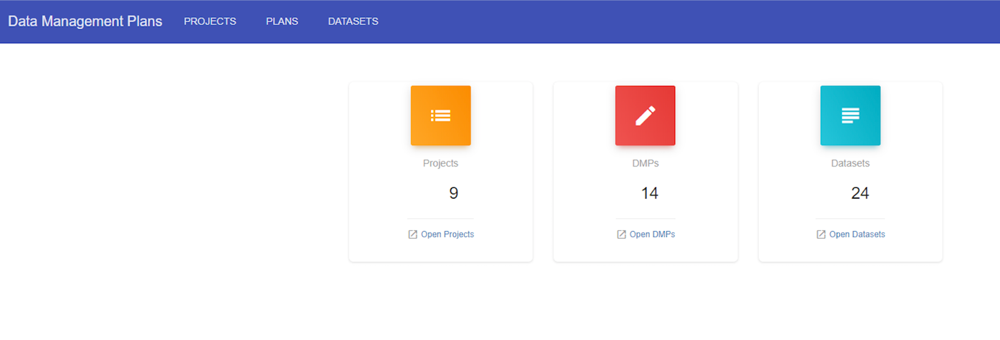 Data Management Plans PROJECTS PLANS DATASETS
Projects
9
Open Projects
DMPs
14
Open DMPs
Datasets
24
Open Datasets